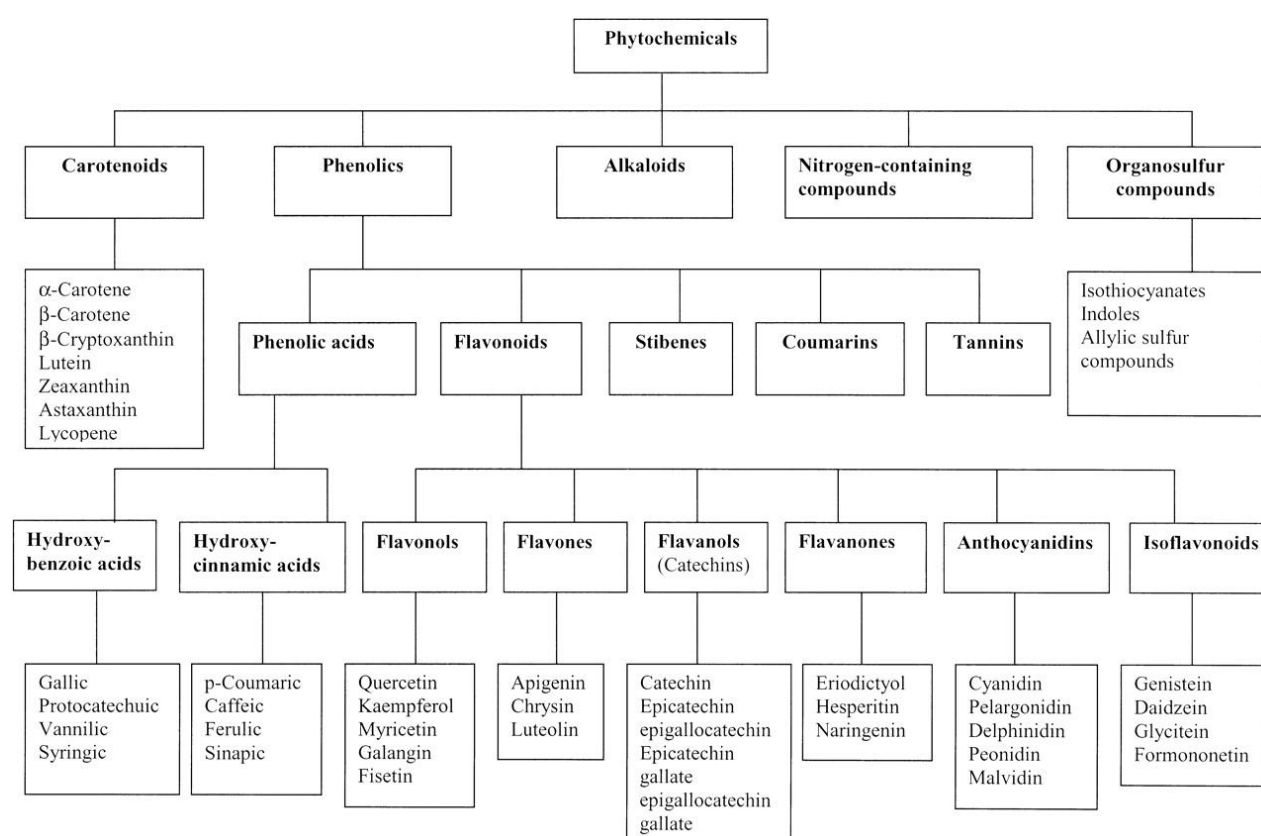 Phytochemicals
Carotenoids
Phenolics
Alkaloids
Nitrogen-containing
compounds
Organosulfur
compounds
α-Carotene
β-Carotene
β-Cryptoxanthin
Lutein
Zeaxanthin
Astaxanthin
Lycopene
Phenolic acids
Flavonoids
Stibenes
Coumarins
Tannins
Isothiocyanates
Indoles
Allylic sulfur
compounds
Hydroxy-
benzoic acids
Hydroxy-
cinnamic acids
Flavonols
Flavones
Flavanols
(Catechins)
Flavanones
Anthocyanidins
Isoflavonoids
Gallic
Protocatechuic
Vannilic
Syringic
p-Coumaric
Caffeic
Ferulic
Sinapic
Quercetin
Kaempferol
Myricetin
Galangin
Fisetin
Apigenin
Chrysin
Luteolin
Catechin
Epicatechin
epigallocatechin
Epicatechin
gallate
epigallocatechin
gallate
Eriodictyol
Hesperitin
Naringenin
Cyanidin
Pelargonidin
Delphinidin
Peonidin
Malvidin
Genistein
Daidzein
Glycitein
Formononetin